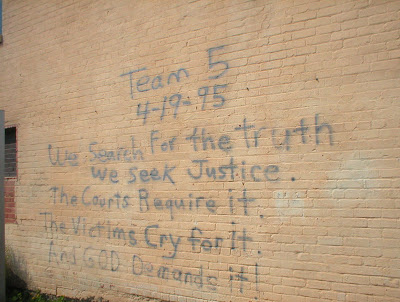 Team 5
4-19-95
We Search for the truth
We seek Justice.
The Courts Require it.
The Victims Cry for It.
And GOD Demands it!